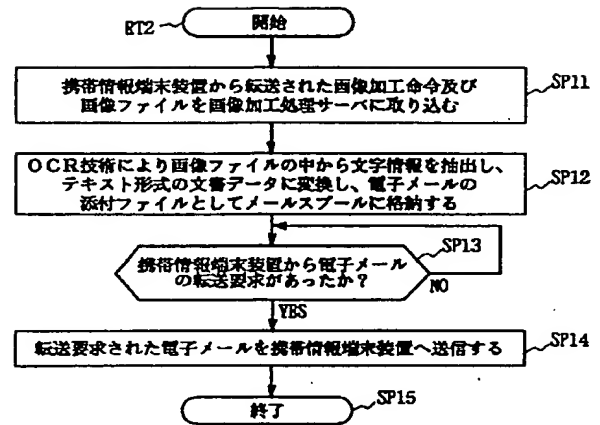 RT2
開始
携帯情報端末装置から転送された画像加工命令及び
画像ファイルを画像加工処理サーバに取り込む
SP11
OCR技術により画像ファイルの中から文字情報を抽出し、
テキスト形式の文書データに変換し、電子メールの
添付ファイルとしてメールスプールに格納する
SP12
SP13
携帯情報端末装置から電子メール
の転送要求があったか?
NO
YES
転送要求された電子メールを携帯情報端末装置へ送信する
SP14
終了
SP15